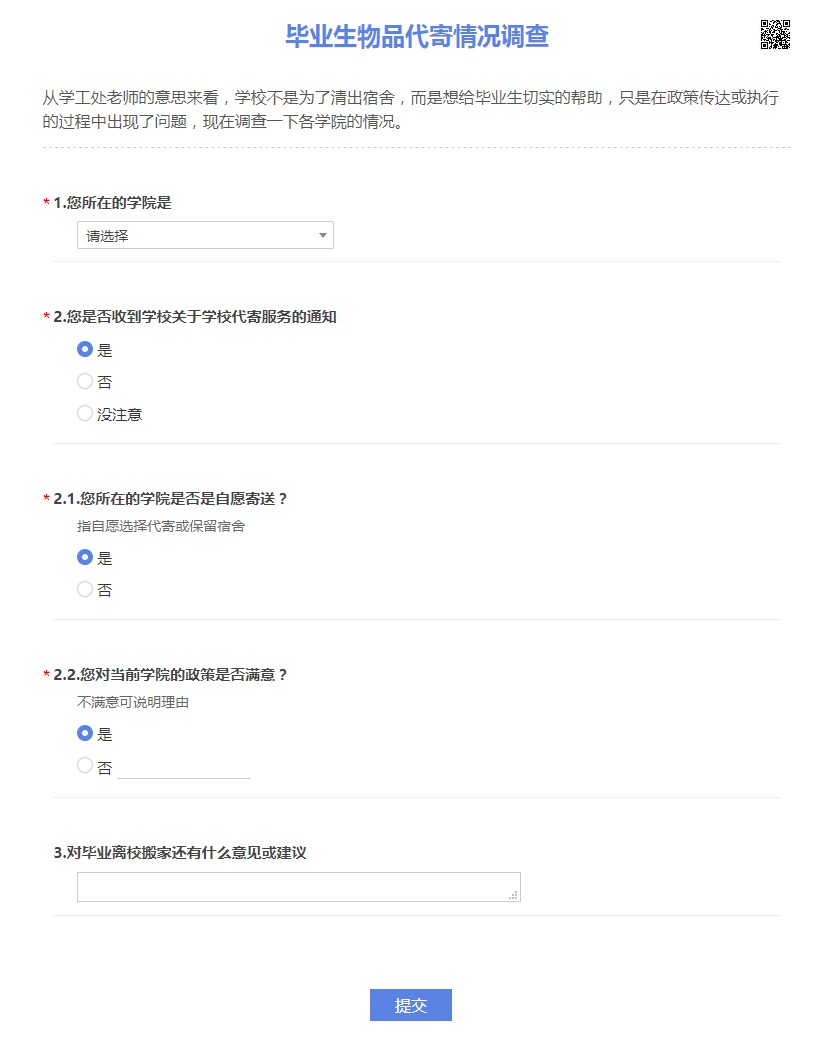 毕业生物品代寄情况调查
从学工处老师的意思来看，学校不是为了清出宿舍，而是想给毕业生切实的帮助，只是在政策传达或执行
的过程中出现了问题，现在调查一下各学院的情况。
* 1.您所在的学院是
请选择
* 2.您是否收到学校关于学校代寄服务的通知
是
否
没注意
* 2.1.您所在的学院是否是自愿寄送？
指自愿选择代寄或保留宿舍
是
否
* 2.2.您对当前学院的政策是否满意？
不满意可说明理由
是
否
3.对毕业离校搬家还有什么意见或建议
提交